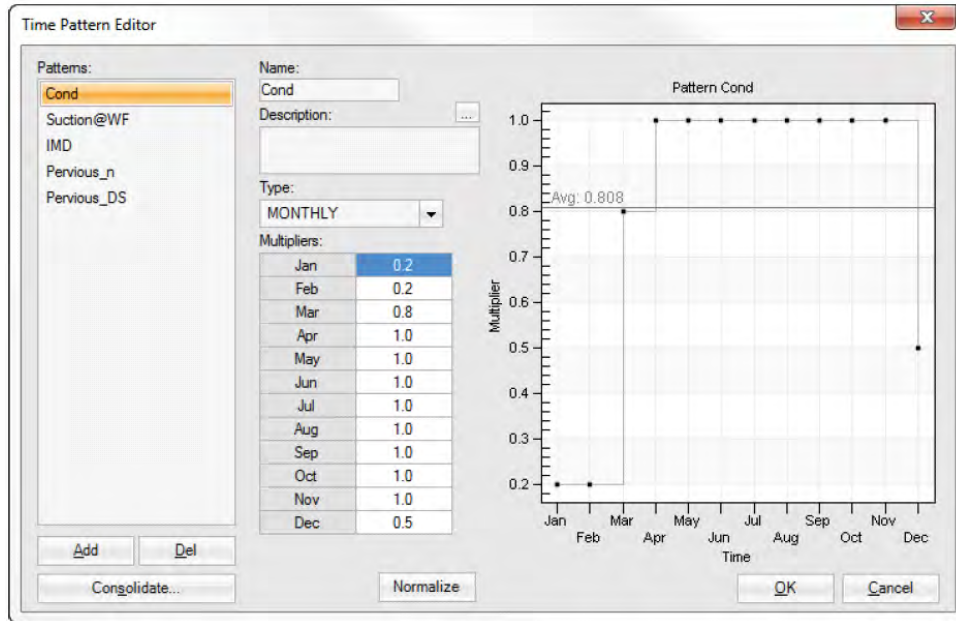 Time Pattern Editor
x
Patterns:
Cond
Suction@WF
IMD
Pervious_n
Pervious_DS
Add
Del
Consolidate...
Name:
Cond
Description:
...
Type:
MONTHLY
Multipliers:
Jan 0.2
Feb 0.2
Mar 0.8
Apr 1.0
May 1.0
Jun 1.0
Jul 1.0
Aug 1.0
Sep 1.0
Oct 1.0
Nov 1.0
Dec 0.5
Normalize
Pattern Cond
Multiplier
1.0
0.9
Avg: 0.808
0.8
0.7
0.6
0.5
0.4
0.3
0.2
Jan Mar May Jul Sep Nov
Feb Apr Jun Aug Oct Dec
Time
OK
Cancel